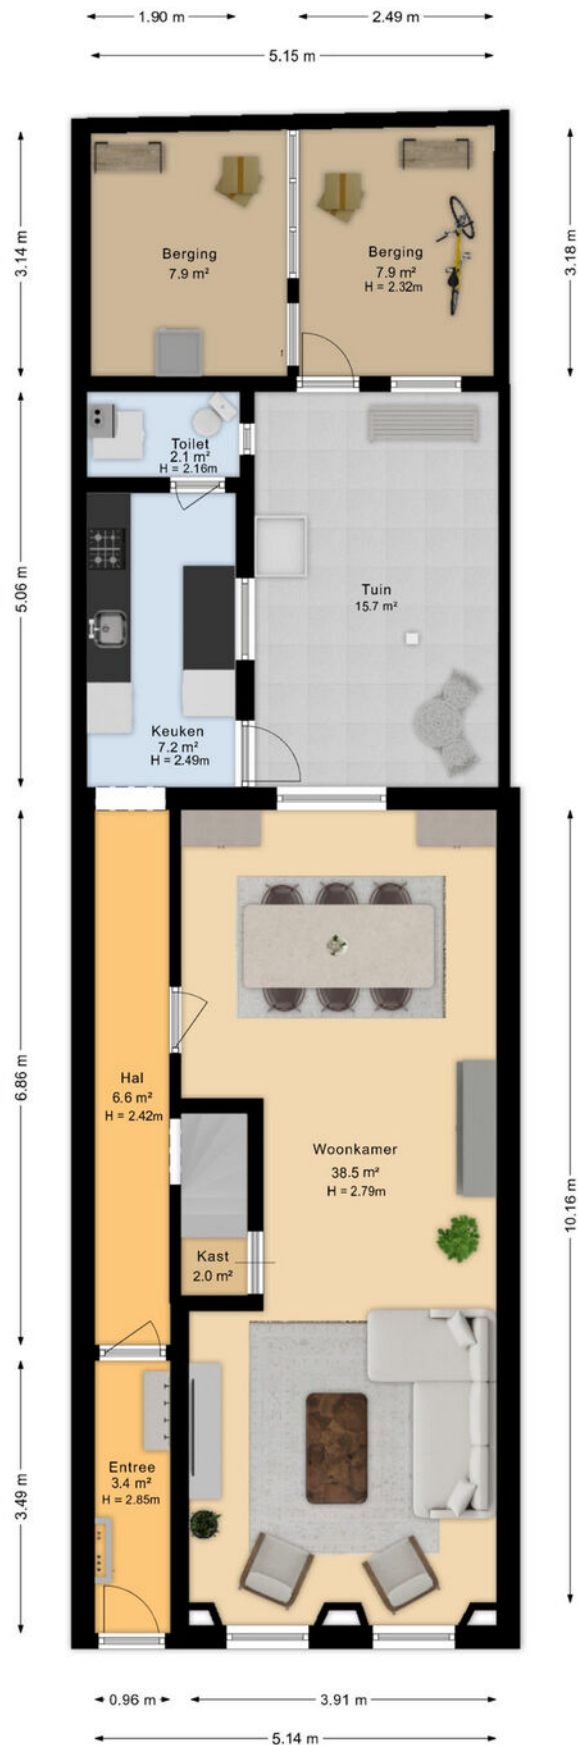 1.90 m
2.49 m
5.15 m
3.14 m
3.18 m
Berging
7.9 m²
Berging
7.9 m²
H = 2.32m
Toilet
2.1 m²
H = 2.16m
5.06 m
Tuin
15.7 m²
Keuken
7.2 m²
H = 2.49m
6.86 m
Hal
6.6 m²
H = 2.42m
Woonkamer
38.5 m²
H = 2.79m
10.16 m
Kast
2.0 m²
3.49 m
Entree
3.4 m²
H = 2.85m
0.96 m
3.91 m
5.14 m